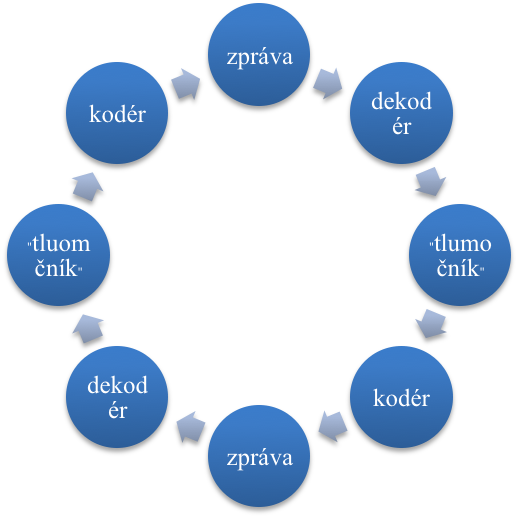 zpráva
dekod
ér
"tlumo
čník"
kodér
zpráva
dekod
ér
"tluom
čník"
kodér